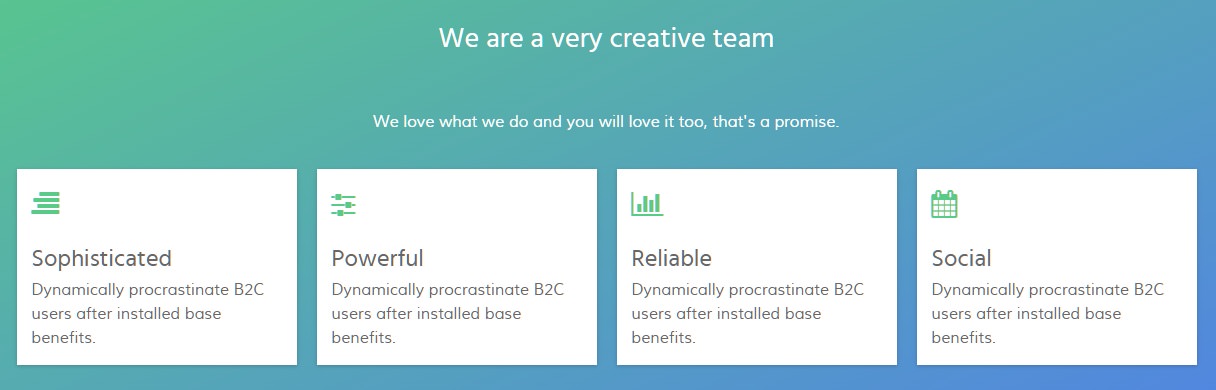 We are a very creative team
We love what we do and you will love it too, that's a promise.
Sophisticated
Dynamically procrastinate B2C
users after installed base
benefits.
Powerful
Dynamically procrastinate B2C
users after installed base
benefits.
Reliable
Dynamically procrastinate B2C
users after installed base
benefits.
Social
Dynamically procrastinate B2C
users after installed base
benefits.